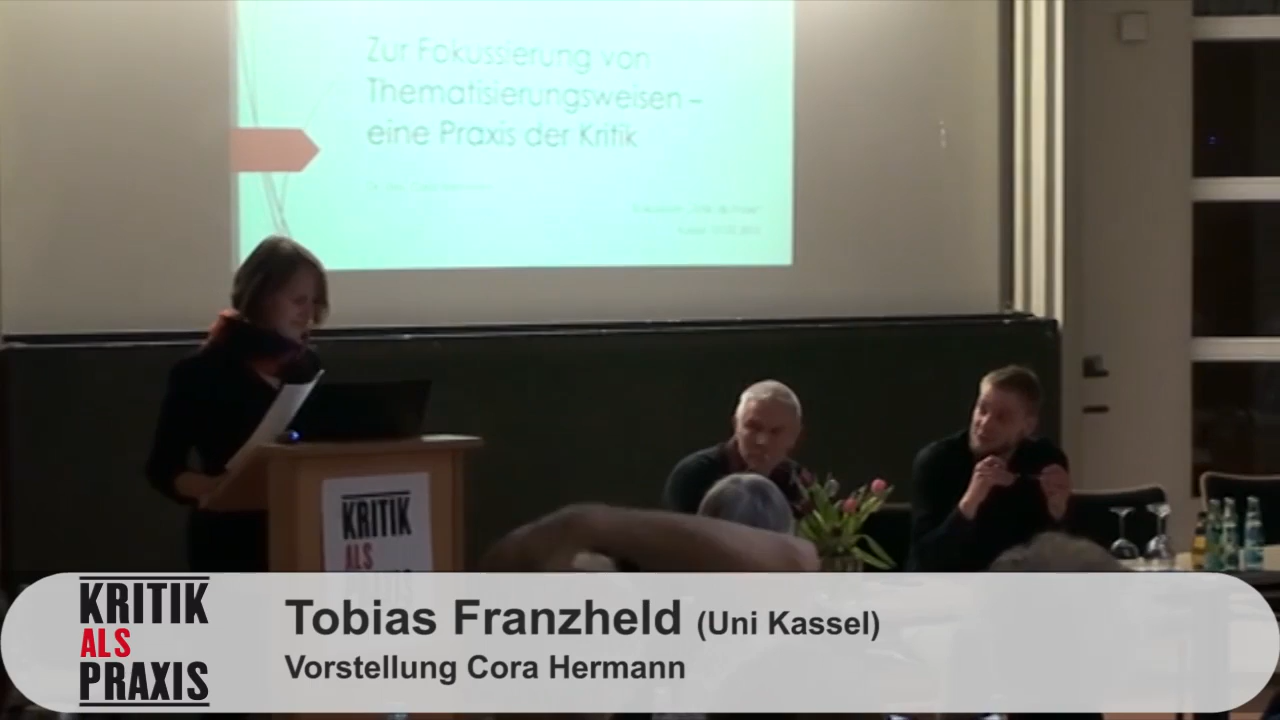 Zur Fokussierung von
Thematisierungsweisen –
eine Praxis der Kritik
KRITIK
ALS
KRITIK
ALS
PRAXIS
Tobias Franzheld (Uni Kassel)
Vorstellung Cora Hermann